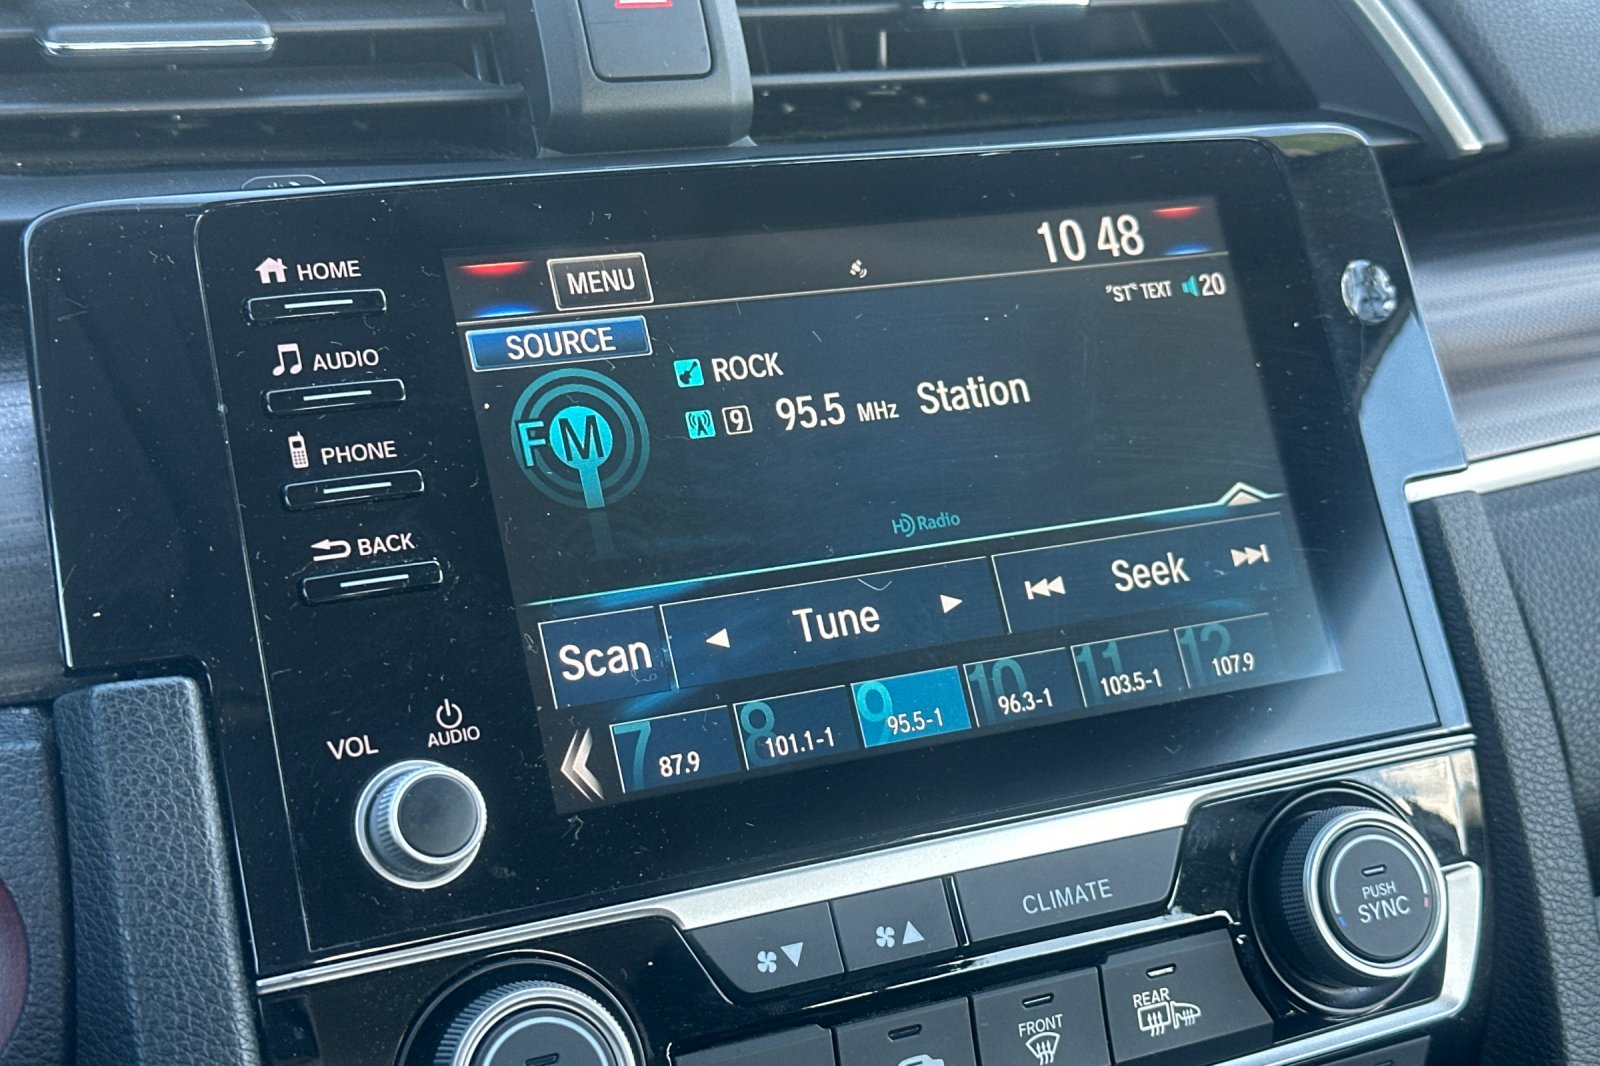 HOME
AUDIO
PHONE
BACK
VOL
AUDIO
MENU
10 48
"ST" TEXT 20
SOURCE
FM
ROCK
9 95.5 MHz Station
HD Radio
Scan Tune Seek
7 87.9
8 101.1-1
9 95.5-1
10 96.3-1
11 103.5-1
12 107.9
CLIMATE
PUSH
SYNC
FRONT
REAR